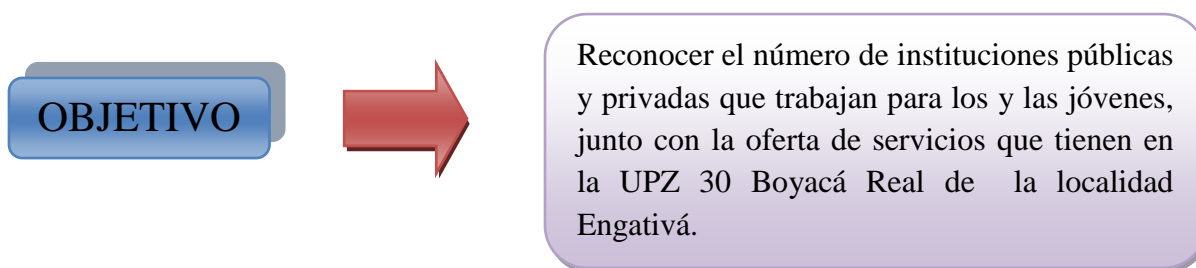 OBJETIVO
Reconocer el número de instituciones públicas
y privadas que trabajan para los y las jóvenes,
junto con la oferta de servicios que tienen en
la UPZ 30 Boyacá Real de la localidad
Engativá.